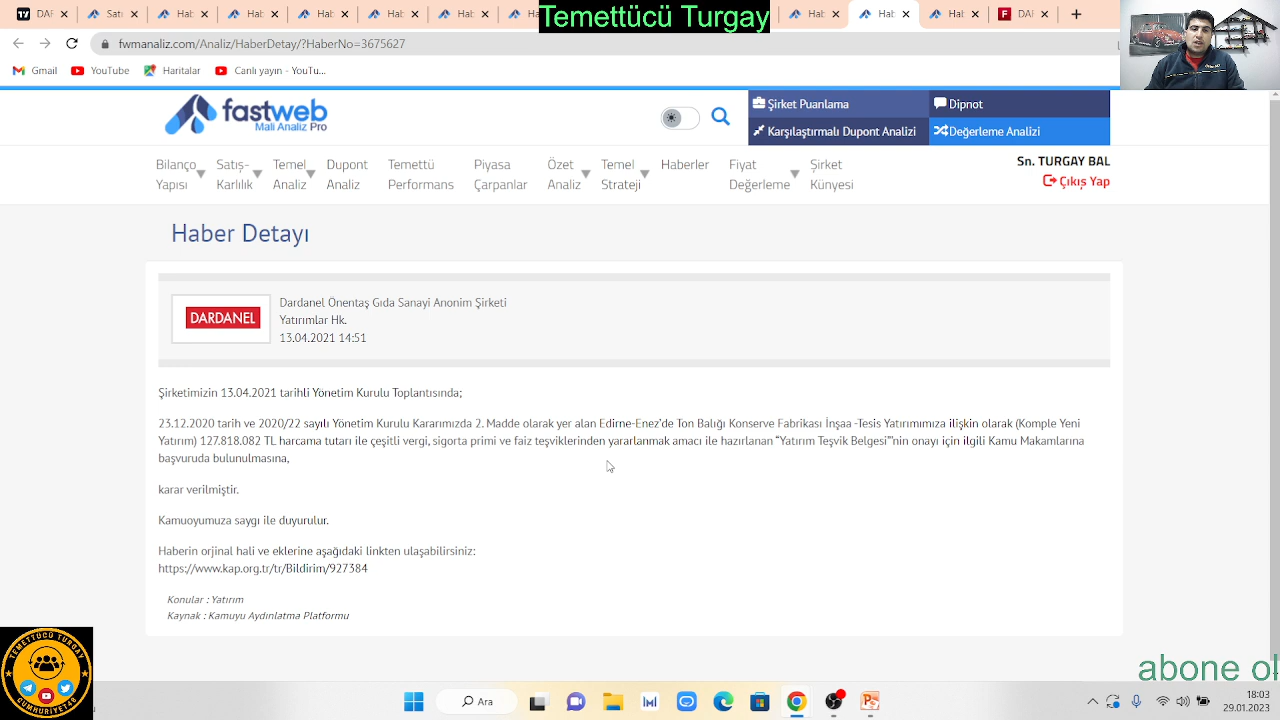 Temettücü Turgay
fwmanaliz.com/Analiz/HaberDetay/?HaberNo=3675627
Gmail YouTube Haritalar Canlı yayın - YouTu...
fastweb
Mali Analiz Pro
Şirket Puanlama Dipnot
Karşılaştırmalı Dupont Analizi Değerleme Analizi
Bilanço Yapısı
Satış-Karlılık
Temel Analiz
Dupont Analiz
Temettü Performans
Piyasa Çarpanlar
Özet Analiz
Temel Strateji
Haberler
Fiyat Değerleme
Şirket Künyesi
Sn. TURGAY BAL
Çıkış Yap
Haber Detayı
DARDANEL
Dardanel Önentaş Gıda Sanayi Anonim Şirketi
Yatırımlar Hk.
13.04.2021 14:51
Şirketimizin 13.04.2021 tarihli Yönetim Kurulu Toplantısında;
23.12.2020 tarih ve 2020/22 sayılı Yönetim Kurulu Kararımızda 2. Madde olarak yer alan Edirne-Enez'de Ton Balığı Konserve Fabrikası İnşaa -Tesis Yatırımımıza ilişkin olarak (Komple Yeni
Yatırım) 127.818.082 TL harcama tutarı ile çeşitli vergi, sigorta primi ve faiz teşviklerinden yararlanmak amacı ile hazırlanan “Yatırım Teşvik Belgesi”'nin onayı için ilgili Kamu Makamlarına
başvuruda bulunulmasına,
karar verilmiştir.
Kamuoyumuza saygı ile duyurulur.
Haberin orjinal hali ve eklerine aşağıdaki linkten ulaşabilirsiniz:
https://www.kap.org.tr/tr/Bildirim/927384
Konular : Yatırım
Kaynak : Kamuyu Aydınlatma Platformu
TEMETTÜCÜ TURGAY
CUMHURİYET46
abone ol
Ara
18:03
29.01.2023